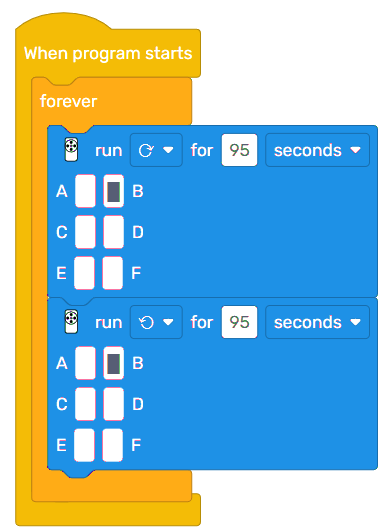 When program starts
forever
run for 95 seconds
A B
C D
E F
run for 95 seconds
A B
C D
E F